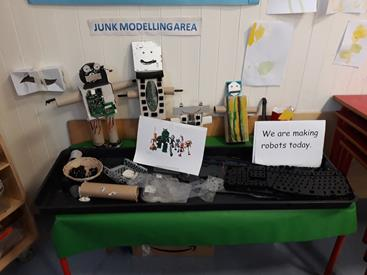 JUNK MODELLING AREA
We are making
robots today.